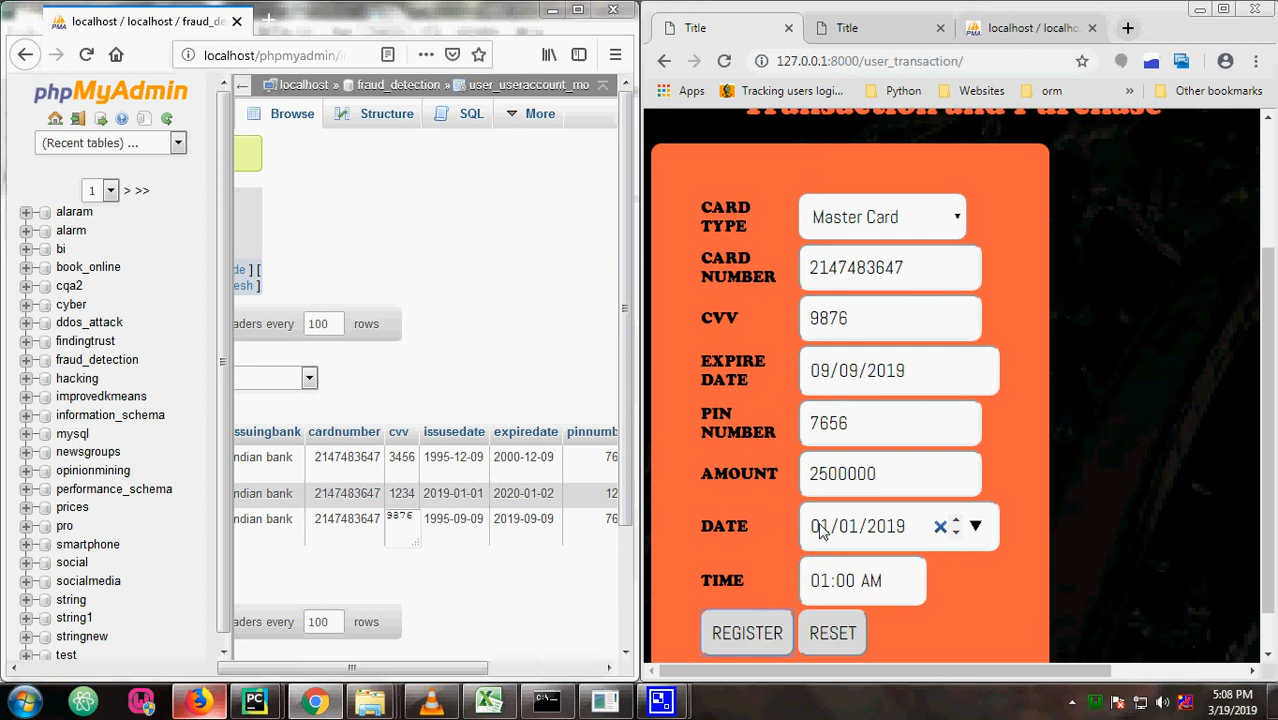 localhost / localhost / fraud_de
localhost/phpmyadmin/i
phpMyAdmin
(Recent tables) ...
1 > >>
alaram
alarm
bi
book_online
cqa2
cyber
ddos_attack
findingtrust
fraud_detection
hacking
improvedkmeans
information_schema
mysql
newsgroups
opinionmining
performance_schema
prices
pro
smartphone
social
socialmedia
string
string1
stringnew
test
localhost » fraud_detection » user_useraccount_mo
Browse Structure SQL More
de ] [
esh ]
aders every 100 rows
ssuingbank cardnumber cvv issusedate expiredate pinnumb
ndian bank 2147483647 3456 1995-12-09 2000-12-09 76
ndian bank 2147483647 1234 2019-01-01 2020-01-02 12
ndian bank 2147483647 9876 1995-09-09 2019-09-09 76
aders every 100 rows
Title
Title
localhost / localho
127.0.0.1:8000/user_transaction/
Apps
Tracking users logi...
Python
Websites
orm
»
Other bookmarks
Transaction and Purchase
CARD TYPE
Master Card
CARD NUMBER
2147483647
CVV
9876
EXPIRE DATE
09/09/2019
PIN NUMBER
7656
AMOUNT
2500000
DATE
01/01/2019
TIME
01:00 AM
REGISTER
RESET
5:08 PM
3/19/2019